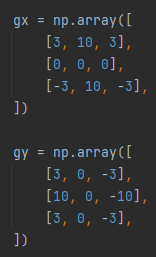 gx = np.array([
    [3, 10, 3],
    [0, 0, 0],
    [-3, 10, -3],
])
gy = np.array([
    [3, 0, -3],
    [10, 0, -10],
    [3, 0, -3],
])